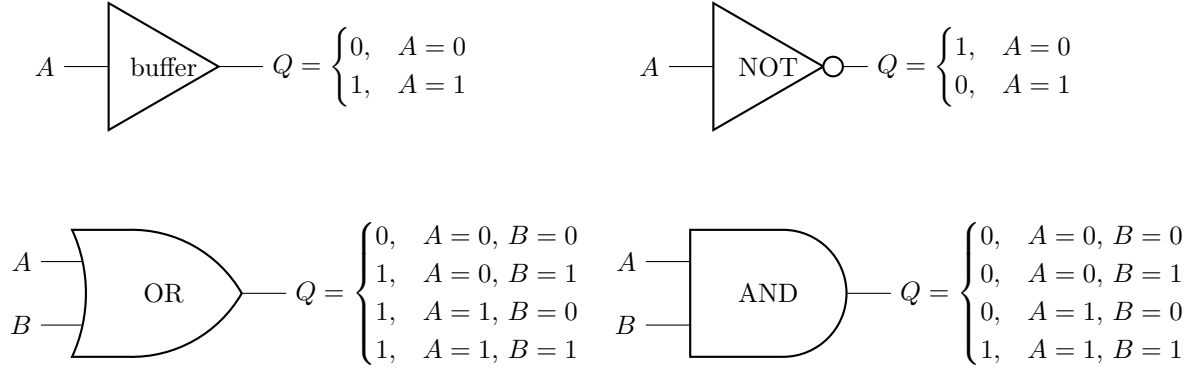 A buffer Q = { 0, A = 0
1, A = 1
A NOT Q = { 1, A = 0
0, A = 1
A
B
OR
Q = { 0, A = 0, B = 0
1, A = 0, B = 1
1, A = 1, B = 0
1, A = 1, B = 1
A
B
AND
Q = { 0, A = 0, B = 0
0, A = 0, B = 1
0, A = 1, B = 0
1, A = 1, B = 1